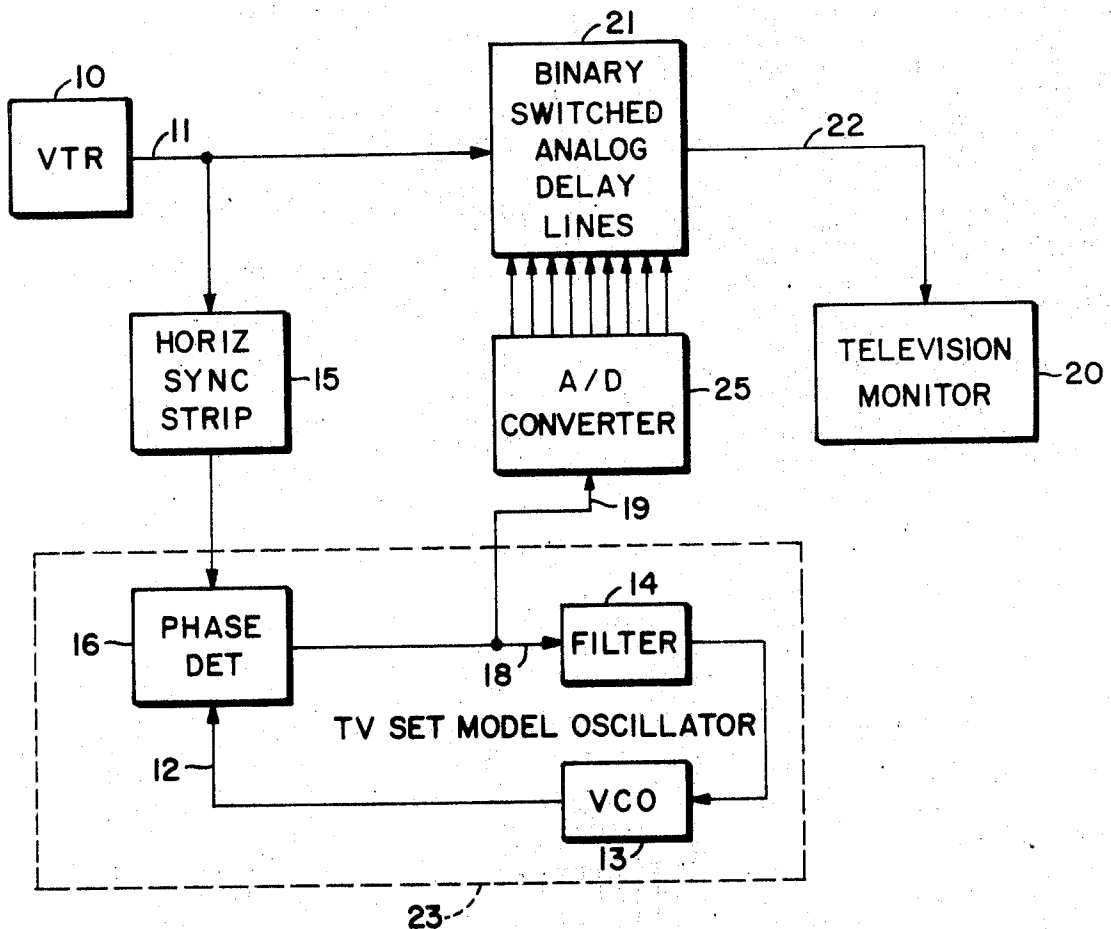 10
VTR
11
21
BINARY
SWITCHED
ANALOG
DELAY
LINES
22
HORIZ
SYNC
STRIP
15
A/D
CONVERTER
25
TELEVISION
MONITOR
20
19
16
PHASE
DET
18
14
FILTER
TV SET MODEL OSCILLATOR
12
VCO
13
23